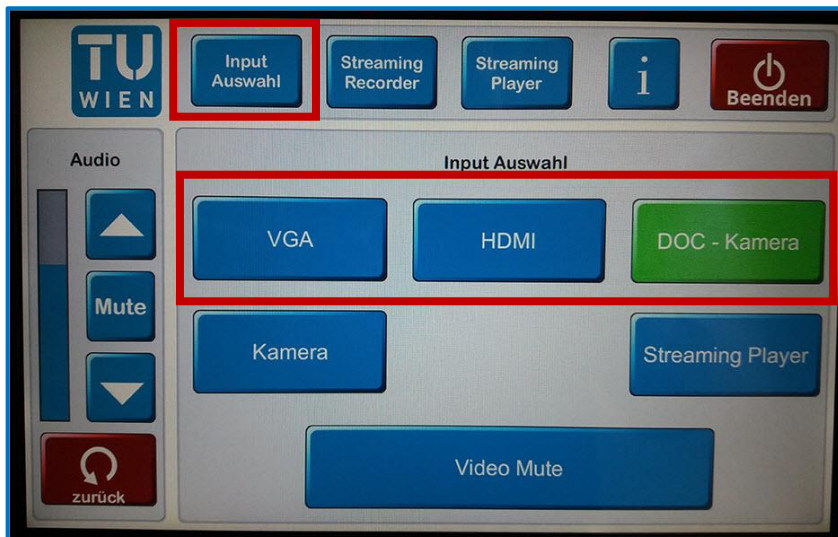 TU
WIEN
Input
Auswahl
Streaming
Recorder
Streaming
Player
i
Beenden
Audio
Input Auswahl
VGA
HDMI
DOC - Kamera
Mute
Kamera
Streaming Player
Video Mute
zurück